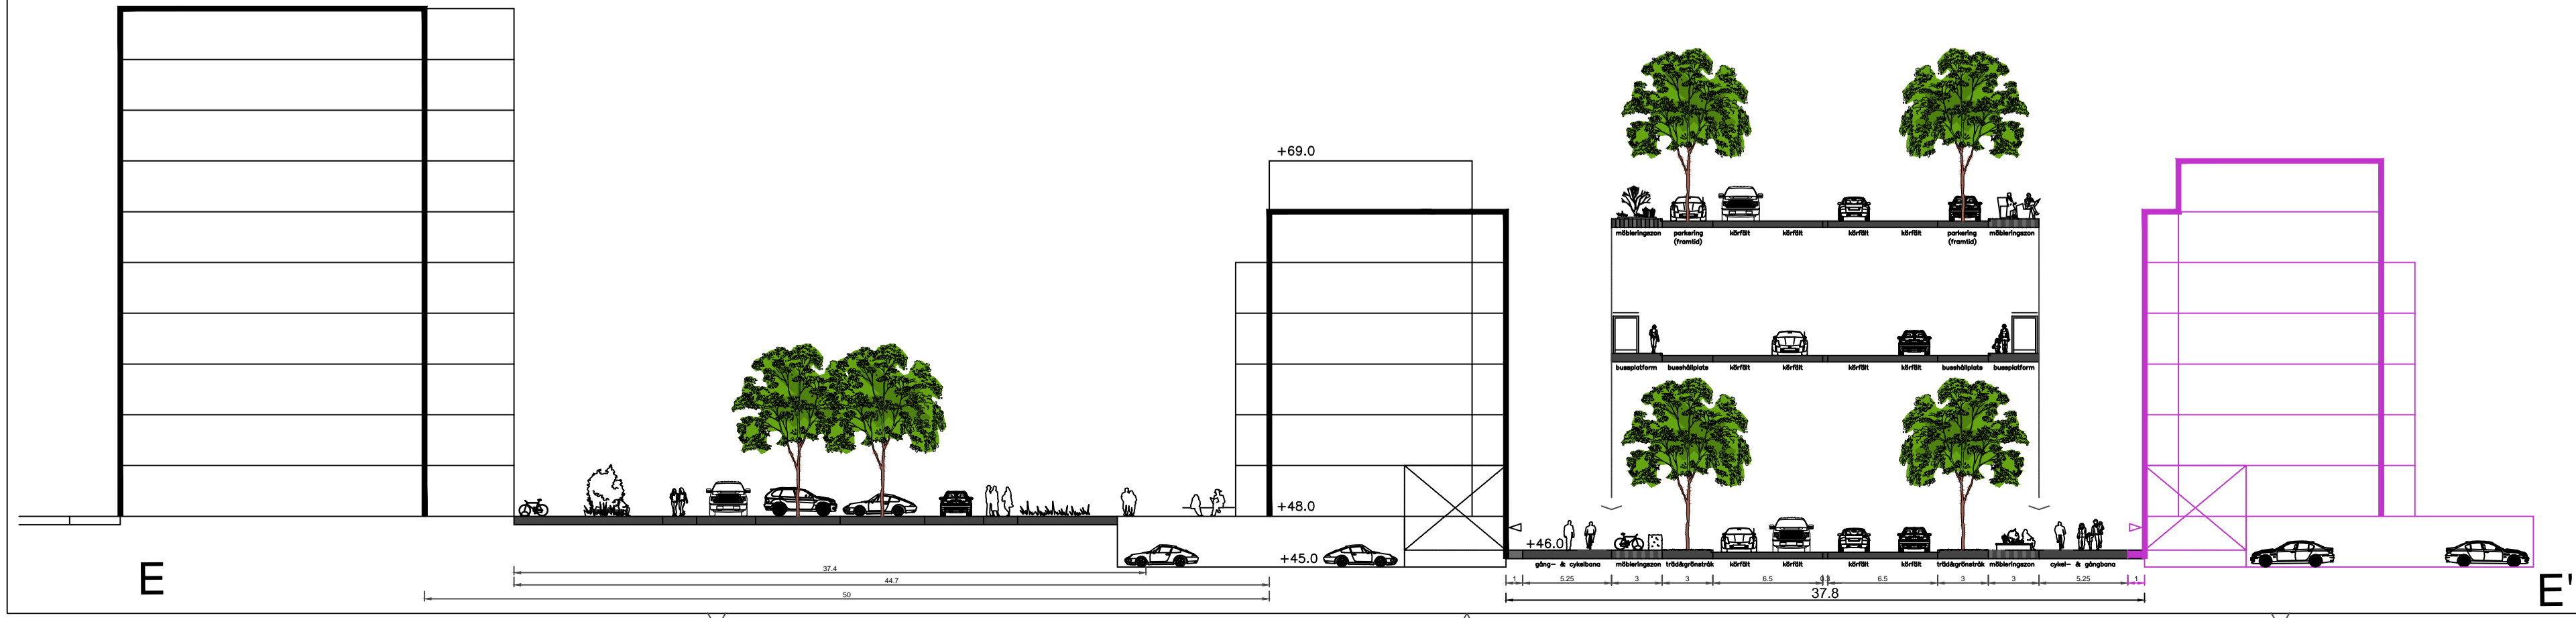 +69.0
möbleringszon parkering körfält körfält körfält körfält parkering möbleringszon
(framtid) (framtid)
bussplatform busshållplats körfält körfält körfält körfält busshållplats bussplatform
+48.0
+46.0
+45.0
gång- & cykelbana möbleringszon träd&grönstråk körfält körfält körfält körfält träd&grönstråk möbleringszon cykel- & gångbana
37.4
1 5.25 3 3 6.5 0.3 6.5 3 3 5.25 1
44.7
50
37.8
E E'